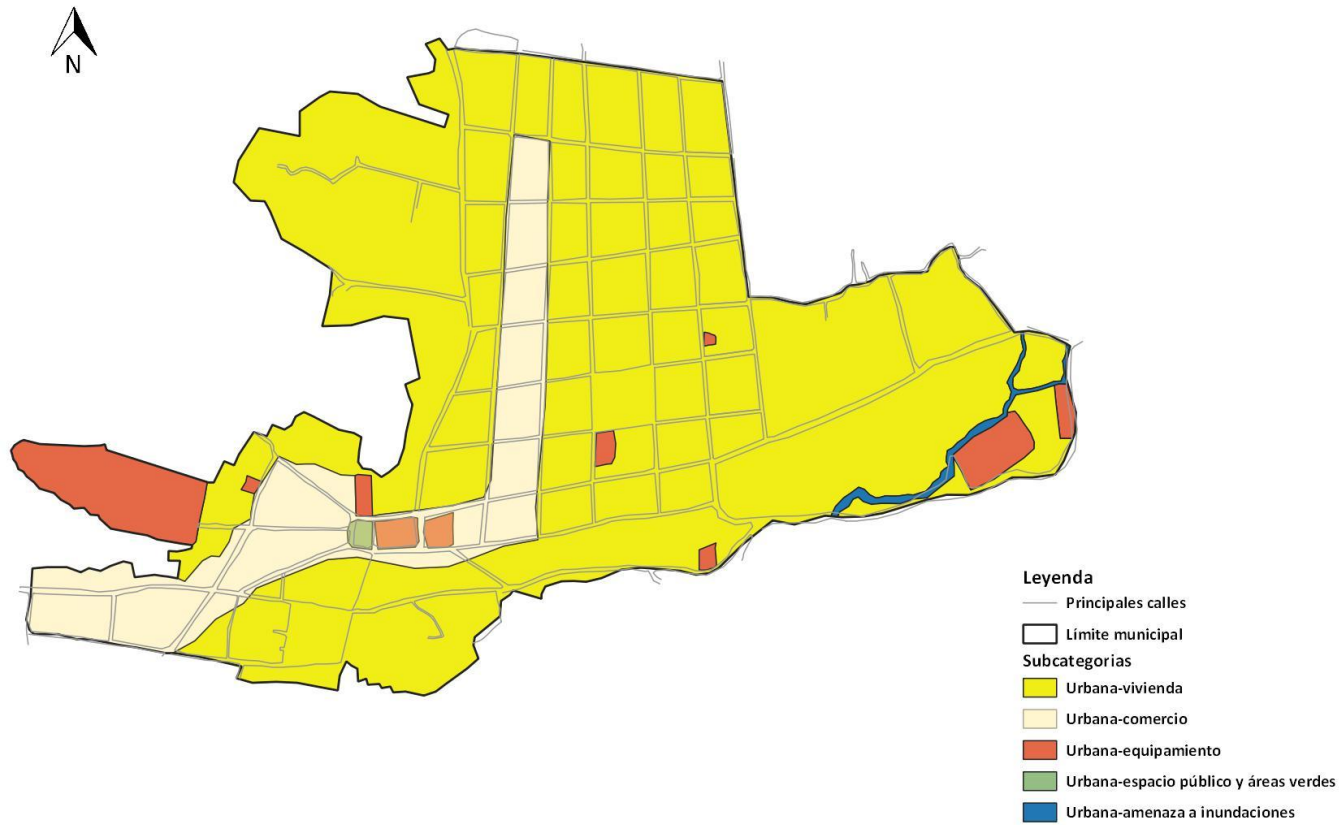 N
Leyenda
Principales calles
Límite municipal
Subcategorias
Urbana-vivienda
Urbana-comercio
Urbana-equipamiento
Urbana-espacio público y áreas verdes
Urbana-amenaza a inundaciones